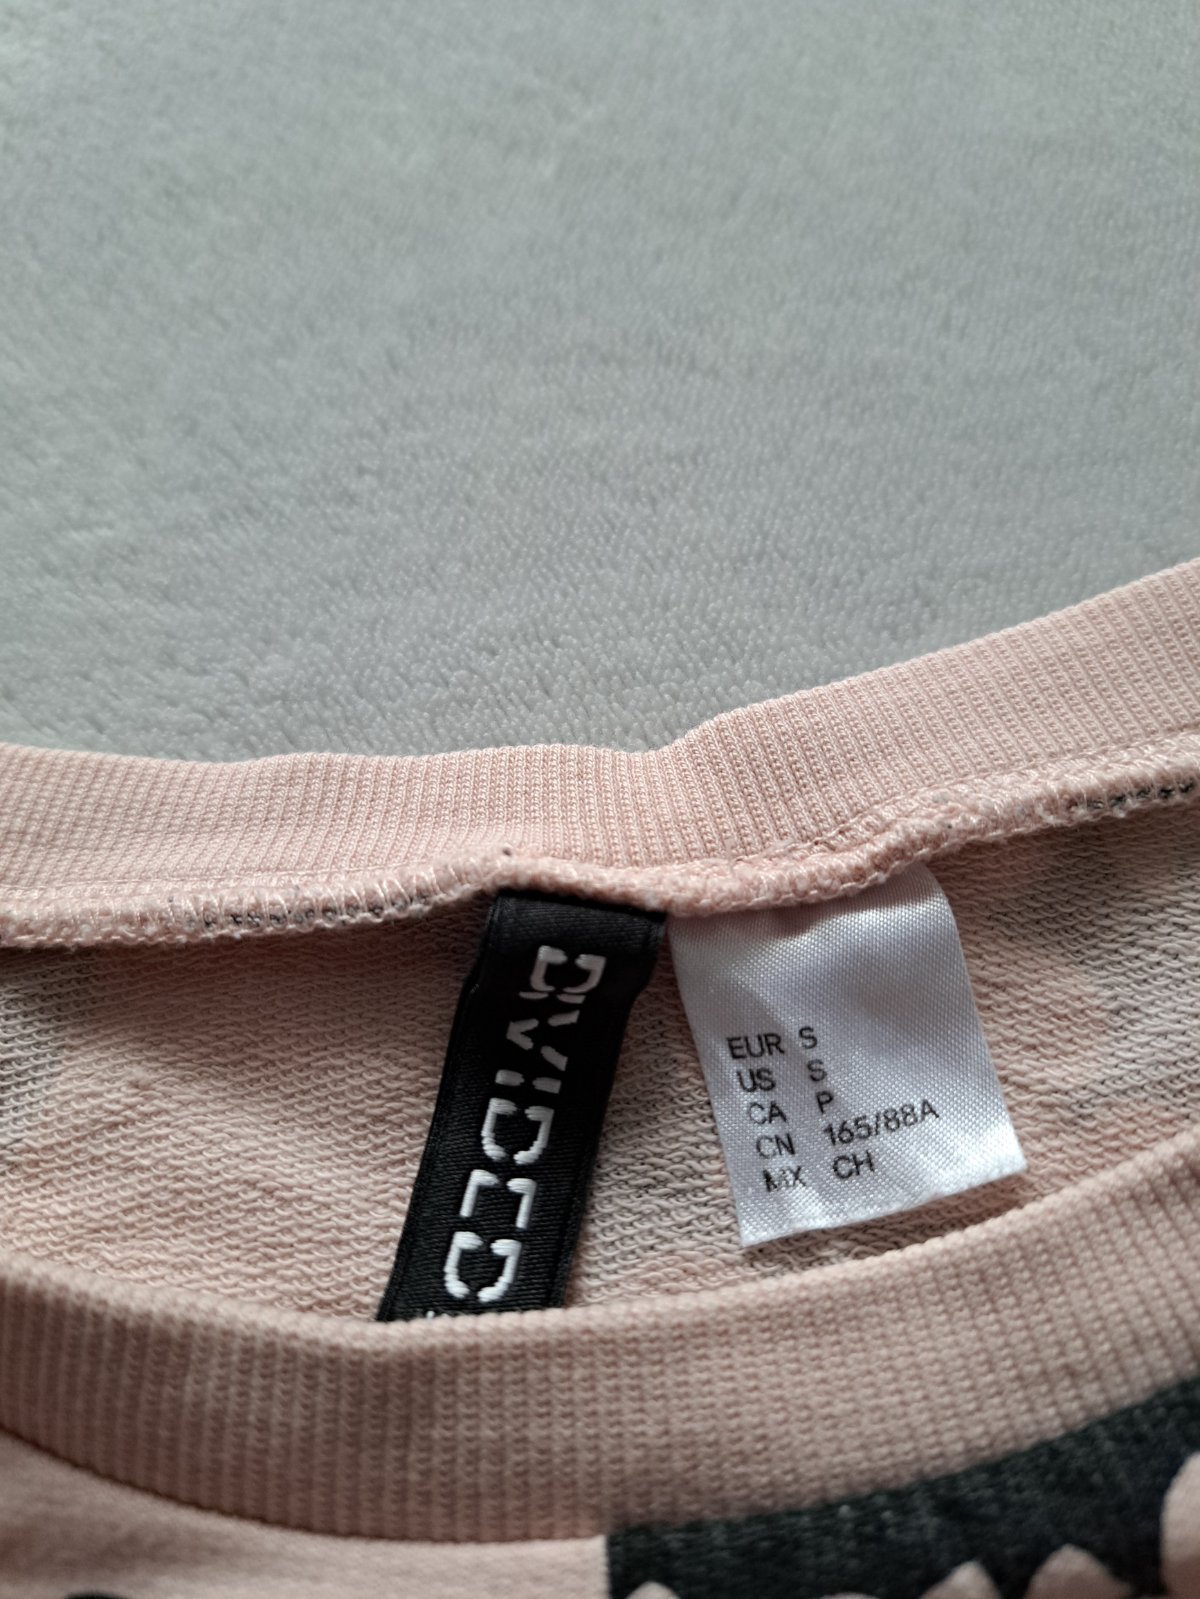 DIVIDED
EUR S
US S
CA P
CN 165/88A
MX CH